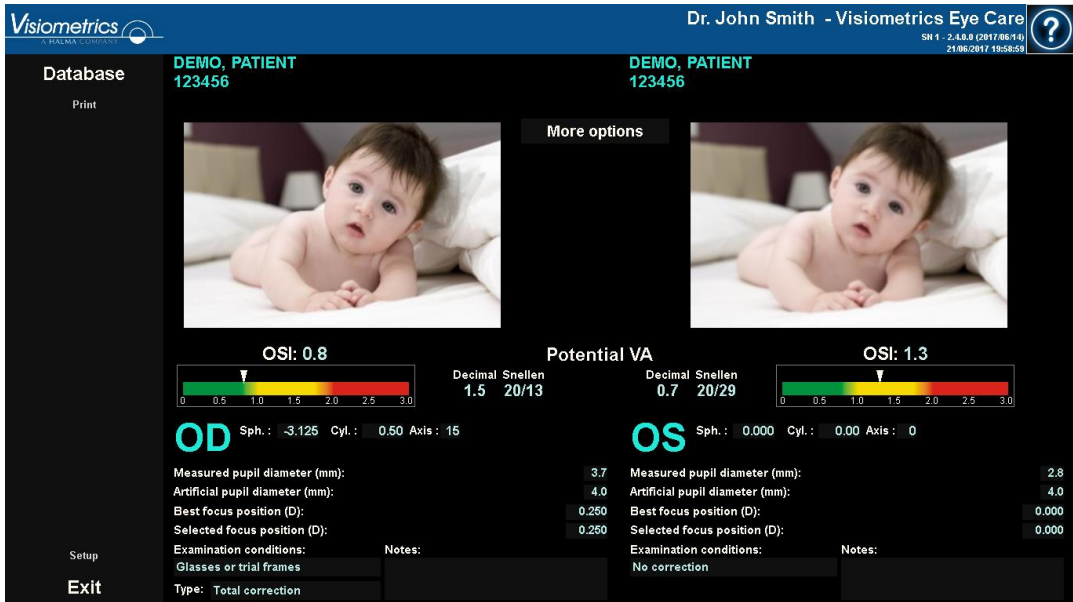 Visiometrics
A HALMA COMPANY
Dr. John Smith - Visiometrics Eye Care
SN 1 - 2.4.0.0 (2017/06/14)
21/06/2017 19:58:59
?
Database
Print
Setup
Exit
DEMO, PATIENT
123456
DEMO, PATIENT
123456
More options
OSI: 0.8
Potential VA
OSI: 1.3
0 0.5 1.0 1.5 2.0 2.5 3.0
Decimal Snellen
1.5 20/13
Decimal Snellen
0.7 20/29
0 0.5 1.0 1.5 2.0 2.5 3.0
OD Sph. : -3.125 Cyl. : 0.50 Axis : 15
Measured pupil diameter (mm): 3.7
Artificial pupil diameter (mm): 4.0
Best focus position (D): 0.250
Selected focus position (D): 0.250
Examination conditions: Notes:
Glasses or trial frames
Type: Total correction
OS Sph. : 0.000 Cyl. : 0.00 Axis : 0
Measured pupil diameter (mm): 2.8
Artificial pupil diameter (mm): 4.0
Best focus position (D): 0.000
Selected focus position (D): 0.000
Examination conditions: Notes:
No correction